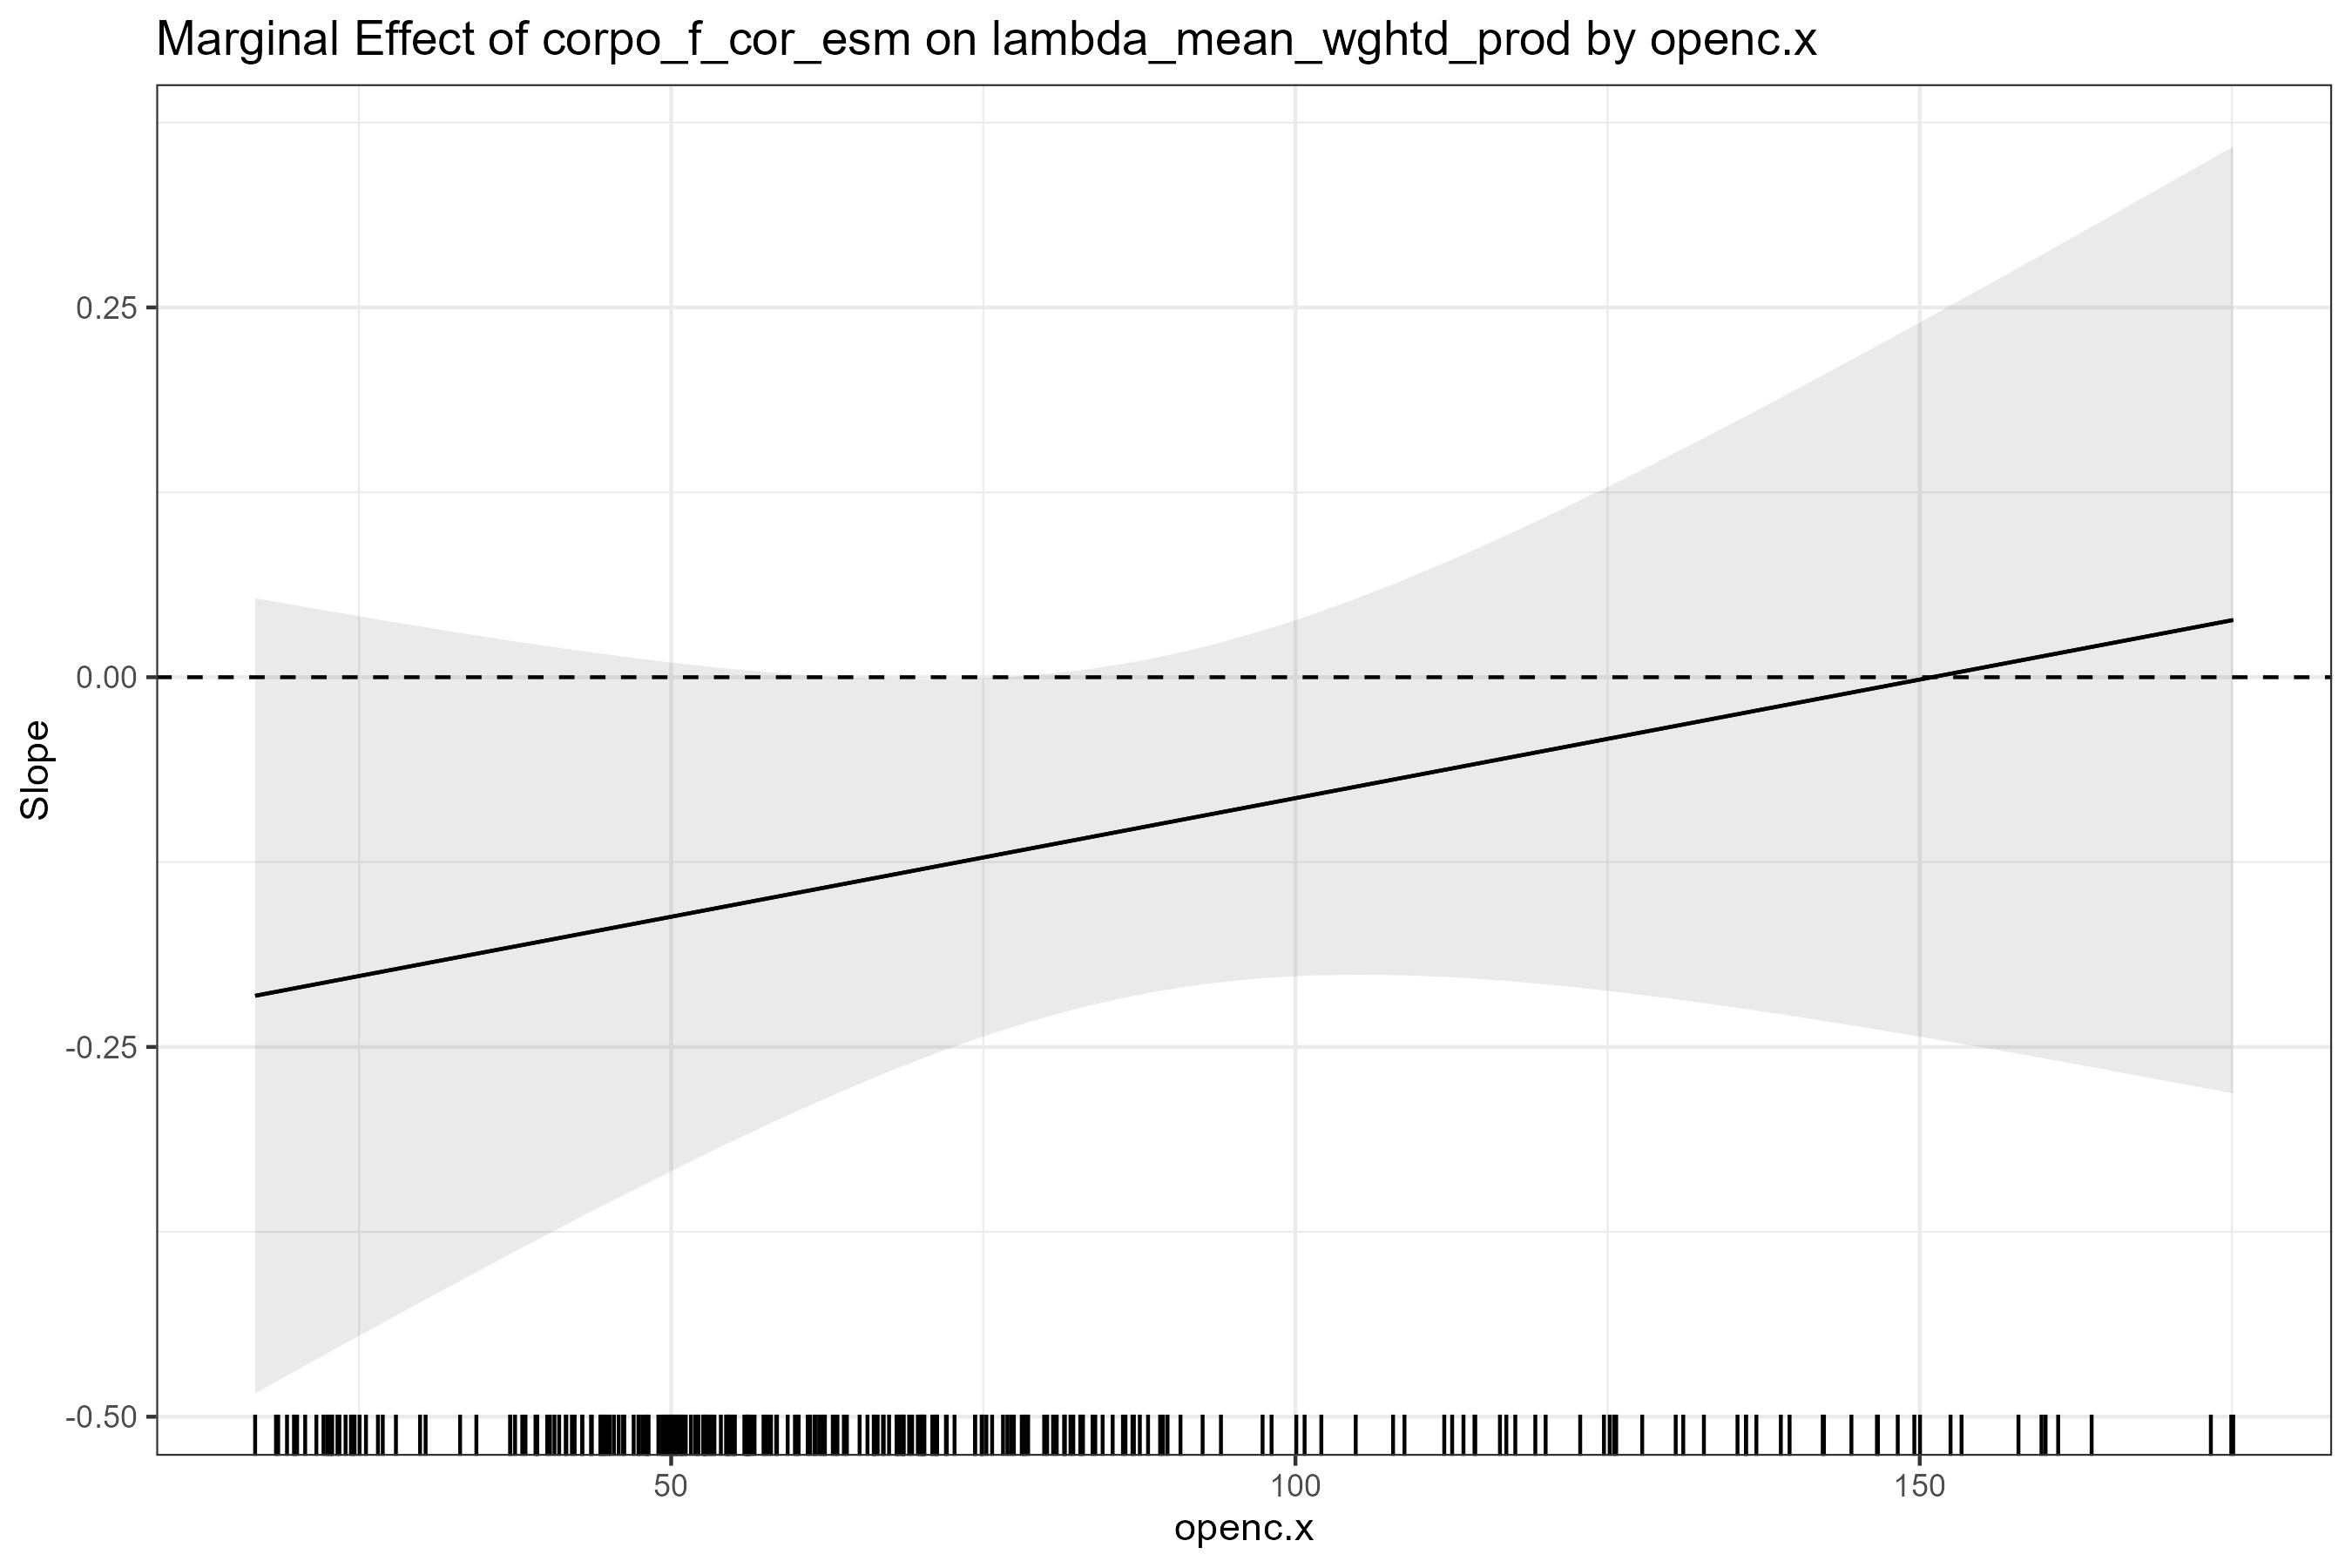 Marginal Effect of corpo_f_cor_esm on lambda_mean_wghtd_prod by openc.x
0.25
0.00
-0.25
-0.50
Slope
50 100 150
openc.x